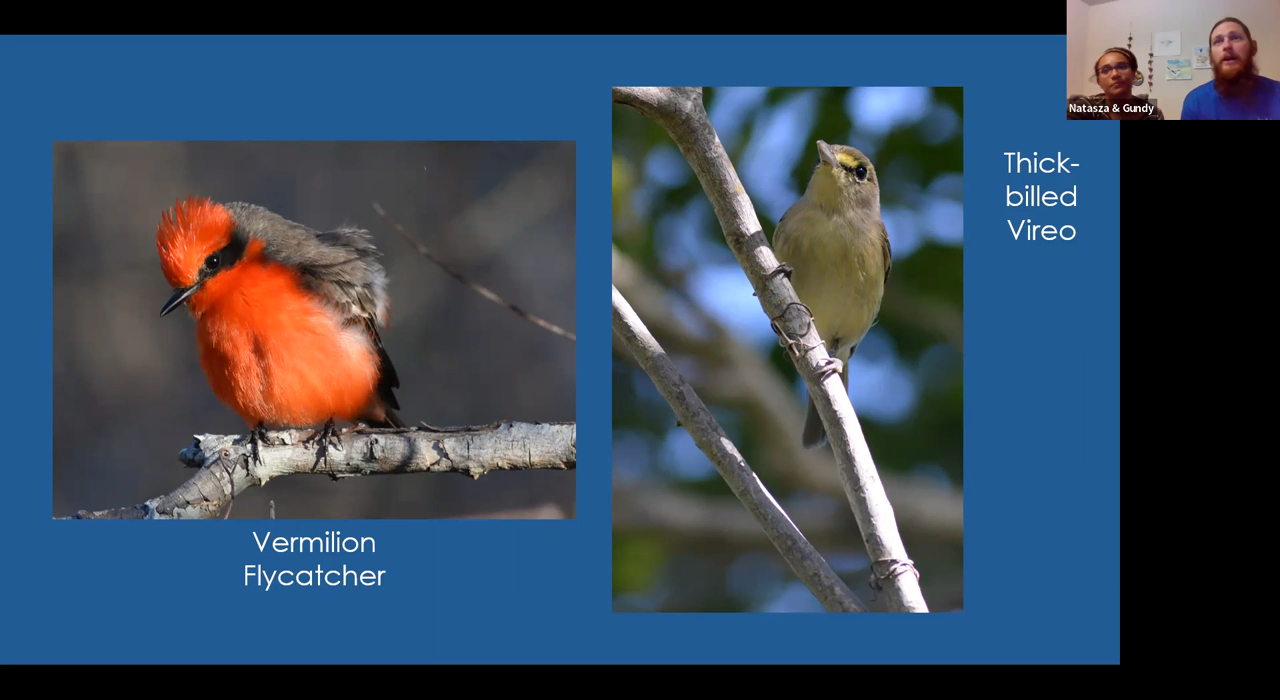 Natasza & Gundy
Thick-
billed
Vireo
Vermilion
Flycatcher